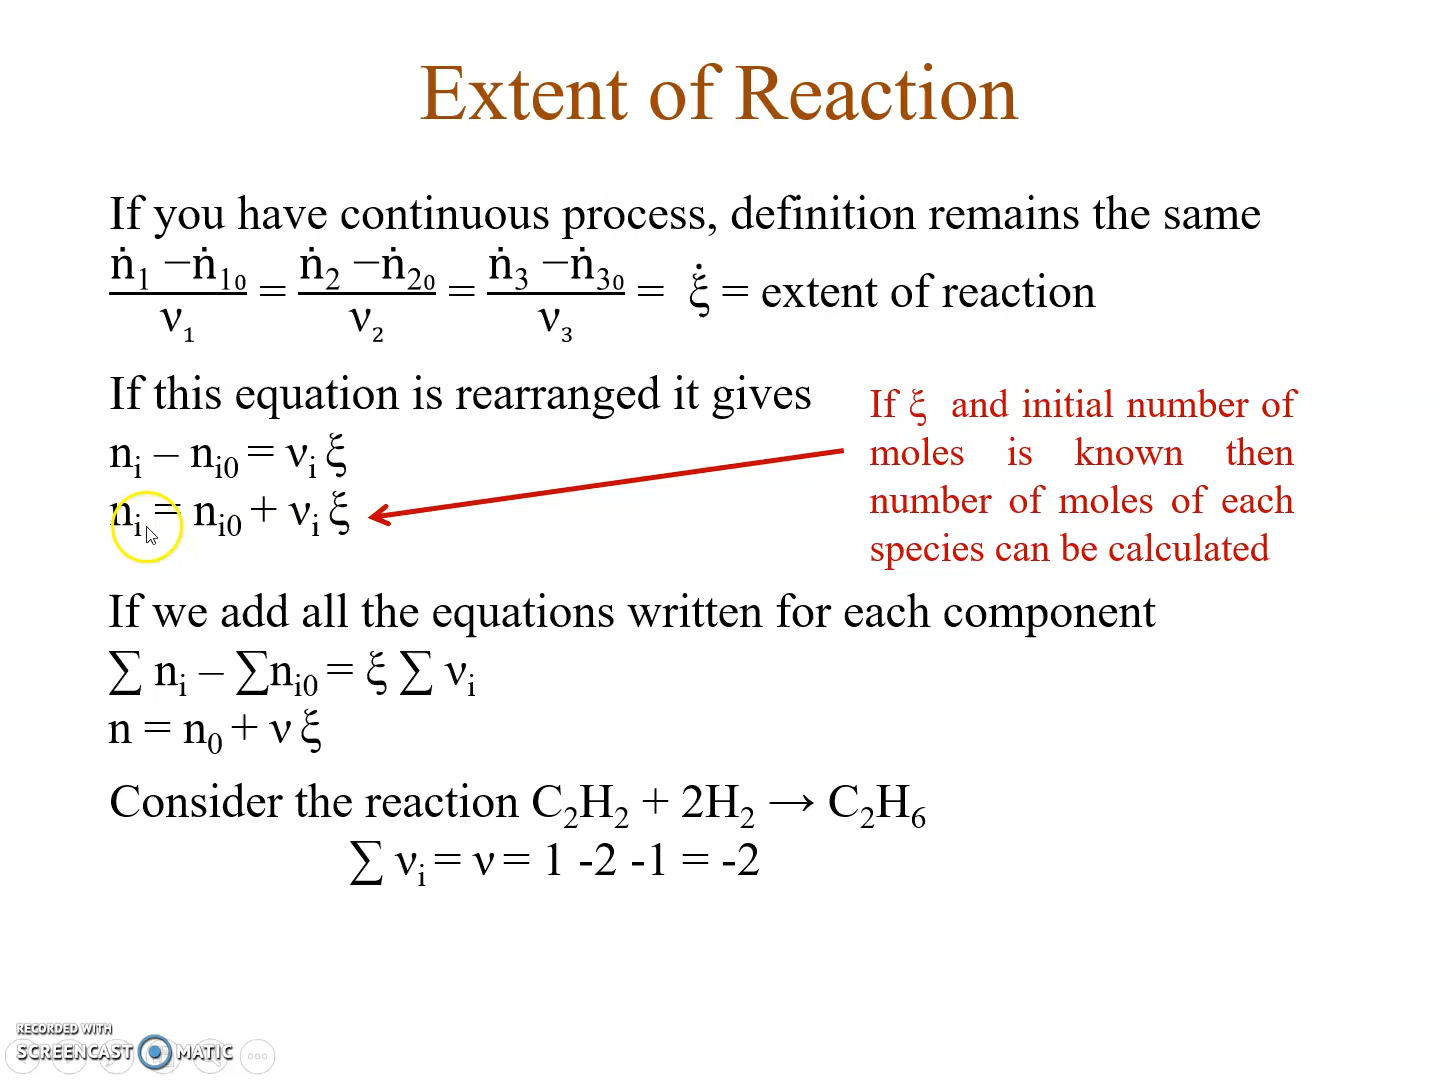 Extent of Reaction
If you have continuous process, definition remains the same
ṅ₁ –ṅ₁₀ / ν₁ = ṅ₂ –ṅ₂₀ / ν₂ = ṅ₃ –ṅ₃₀ / ν₃ = ξ̇ = extent of reaction
If this equation is rearranged it gives
nᵢ – nᵢ₀ = νᵢ ξ
nᵢ = nᵢ₀ + νᵢ ξ
If ξ and initial number of
moles is known then
number of moles of each
species can be calculated
If we add all the equations written for each component
∑ nᵢ – ∑nᵢ₀ = ξ ∑ νᵢ
n = n₀ + ν ξ
Consider the reaction C₂H₂ + 2H₂ → C₂H₆
∑ νᵢ = ν = 1 -2 -1 = -2
RECORDED WITH
SCREENCAST MATIC